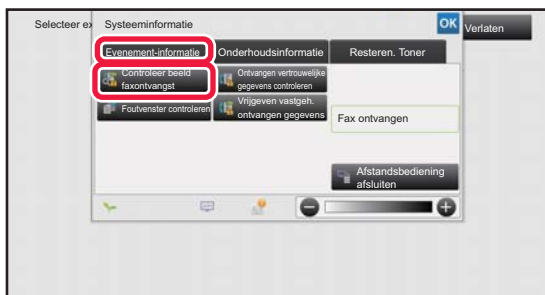 Selecteer ex
Systeeminformatie
OK
Verlaten
Evenement-informatie
Onderhoudsinformatie
Resteren. Toner
Controleer beeld
faxontvangst
Ontvangen vertrouwelijke
gegevens controleren
Foutvenster controleren
Vrijgeven vastgeh.
ontvangen gegevens
Fax ontvangen
Afstandsbediening
afsluiten